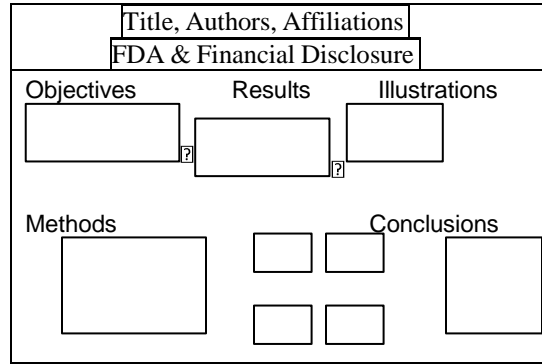 Title, Authors, Affiliations
FDA & Financial Disclosure
Objectives Results Illustrations
Methods Conclusions